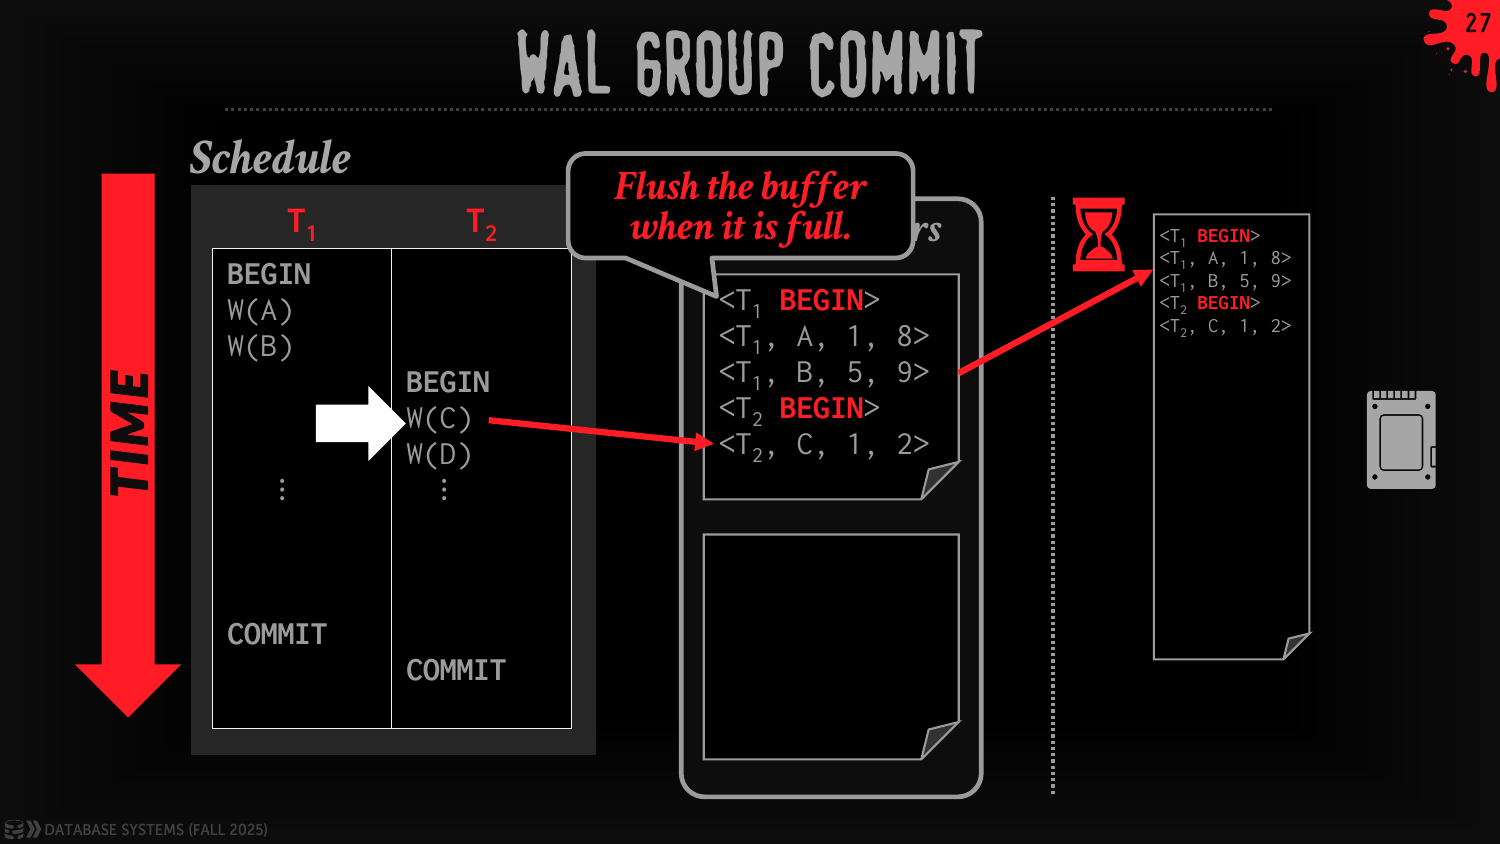 WAL GROUP COMMIT
27
Schedule
Flush the buffer
when it is full.
T1
T2
BEGIN
W(A)
W(B)
⋮
COMMIT
BEGIN
W(C)
W(D)
⋮
COMMIT
TIME
<T1 BEGIN>
<T1, A, 1, 8>
<T1, B, 5, 9>
<T2 BEGIN>
<T2, C, 1, 2>
<T1 BEGIN>
<T1, A, 1, 8>
<T1, B, 5, 9>
<T2 BEGIN>
<T2, C, 1, 2>
DATABASE SYSTEMS (FALL 2025)